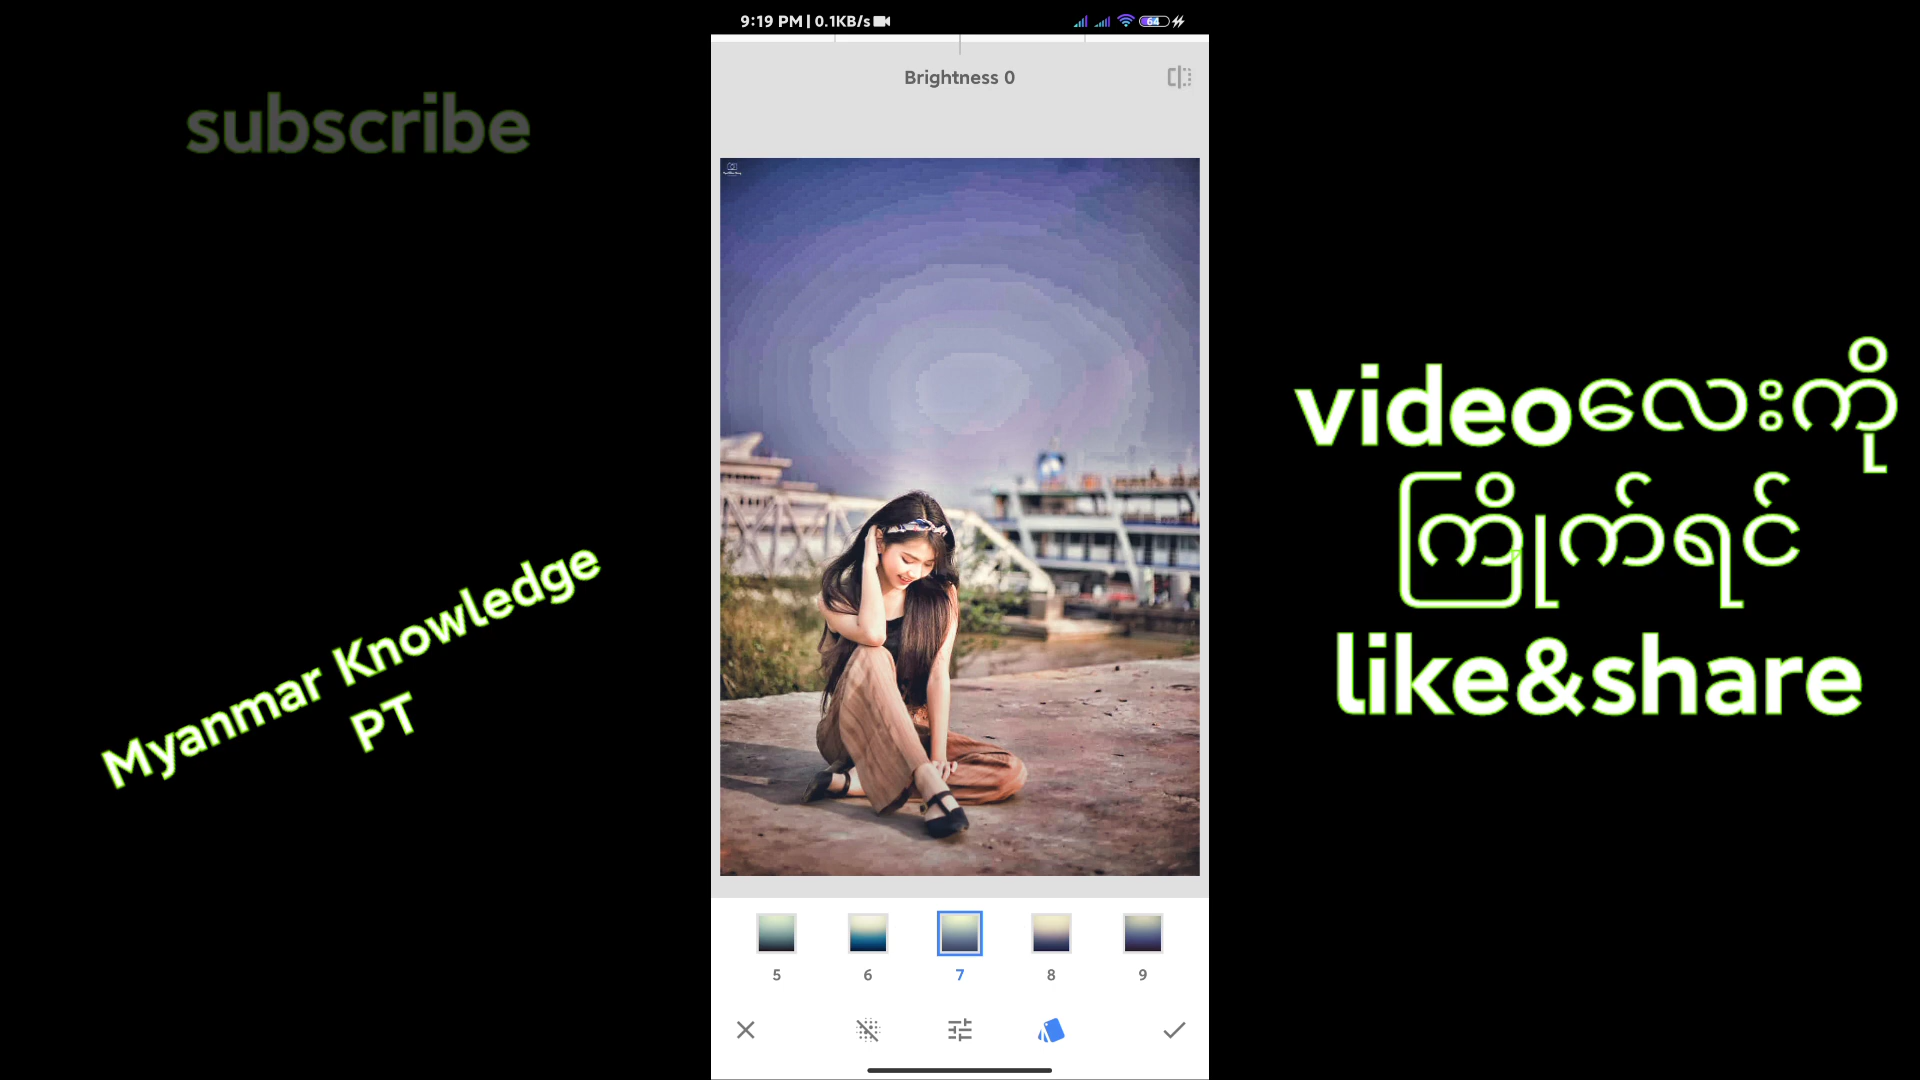 9:19 PM | 0.1KB/s
64
subscribe
Brightness 0
videoလေးကို
ကြိုက်ရင်
like&share
Myanmar Knowledge
PT
5
6
7
8
9